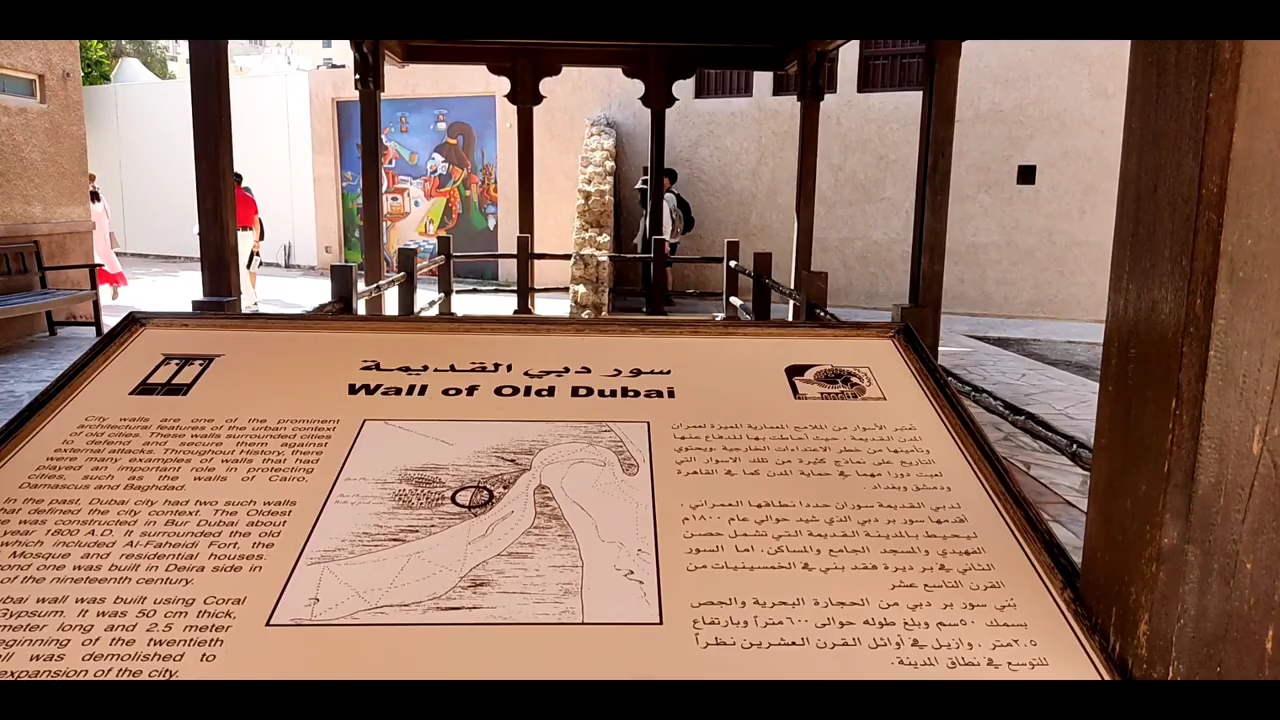 سور دبي القديمة
Wall of Old Dubai
City walls are one of the prominent
architectural features of the urban context
of old cities. These walls surrounded cities
to defend and secure them against
external attacks. Throughout History, there
were many examples of walls that had
played an important role in protecting
cities, such as the walls of Cairo,
Damascus and Baghdad.
In the past, Dubai city had two such walls
that defined the city context. The Oldest
was constructed in Bur Dubai about
year 1800 A.D. It surrounded the old
which included Al-Faheidi Fort, the
Mosque and residential houses.
ond one was built in Deira side in
of the nineteenth century.
ubai wall was built using Coral
Gypsum. It was 50 cm thick,
meter long and 2.5 meter
eginning of the twentieth
all was demolished to
expansion of the city.
تعتبر الأسوار من الملامح المعمارية المميزة لعمران
المدن القديمة ، حيث أحاطت بها للدفاع عنها
وتأمينها من خطر الاعتداءات الخارجية .ويحتوي
التاريخ على نماذج كثيرة من تلك الاسوار التي
لعبت دوراً مهما في حماية المدن كما في القاهرة
ودمشق وبغداد .
لدبي القديمة سوران حددا نطاقها العمراني ،
أقدمها سور بر دبي الذي شيد حوالي عام ١٨٠٠م
ليحيط بالمدينة القديمة التي تشمل حصن
الفهيدي والمسجد الجامع والمساكن، اما السور
الثاني في بر ديرة فقد بني في الخمسينيات من
القرن التاسع عشر
بُني سور بر دبي من الحجارة البحرية والجص
بسمك ٥٠سم وبلغ طوله حوالى ٦٠٠متراً وبارتفاع
٢.٥متر ، وازيل في أوائل القرن العشرين نظراً
للتوسع في نطاق المدينة.